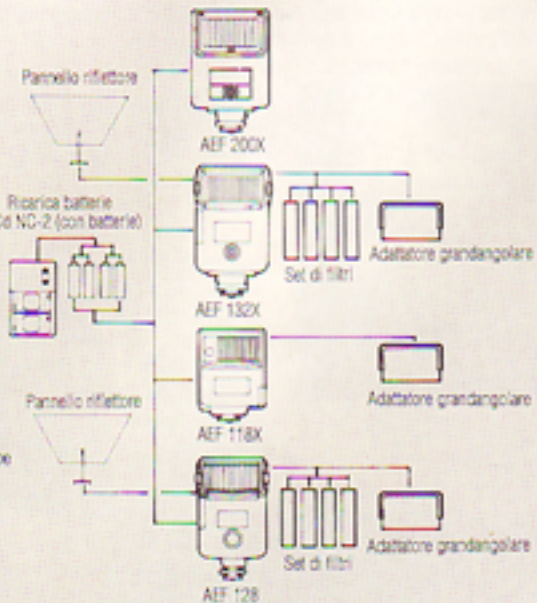 Pannello riflettore
AEF 200X
Ricarica batterie
Cd NC-2 (con batterie)
Set di filtri
Adattatore grandangolare
AEF 132X
Adattatore grandangolare
Pannello riflettore
AEF 118X
Set di filtri
Adattatore grandangolare
AEF 128